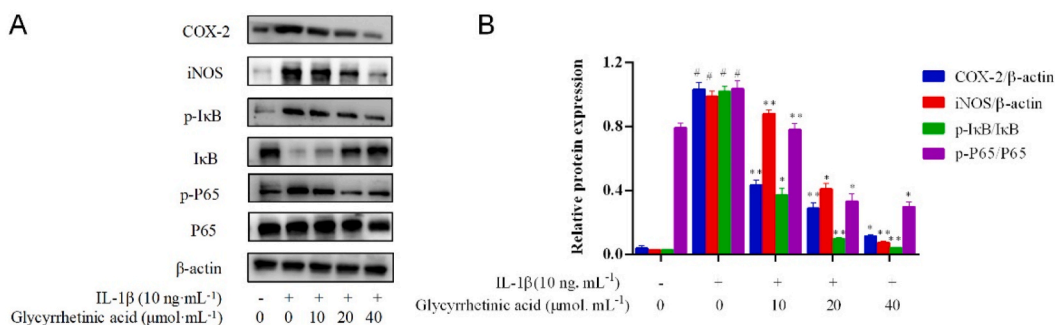 A
COX-2
iNOS
p-IκB
IκB
p-P65
P65
β-actin
IL-1β (10 ng·mL⁻¹) - + + + +
Glycyrrhetinic acid (μmol·mL⁻¹) 0 0 10 20 40
B
Relative protein expression
1.2
0.8
0.4
0.0
# # # #
** ** * **
** * ** *
* ** ** *
COX-2/β-actin
iNOS/β-actin
p-IκB/IκB
p-P65/P65
IL-1β (10 ng. mL⁻¹) - + + + +
Glycyrrhetinic acid (μmol. mL⁻¹) 0 0 10 20 40